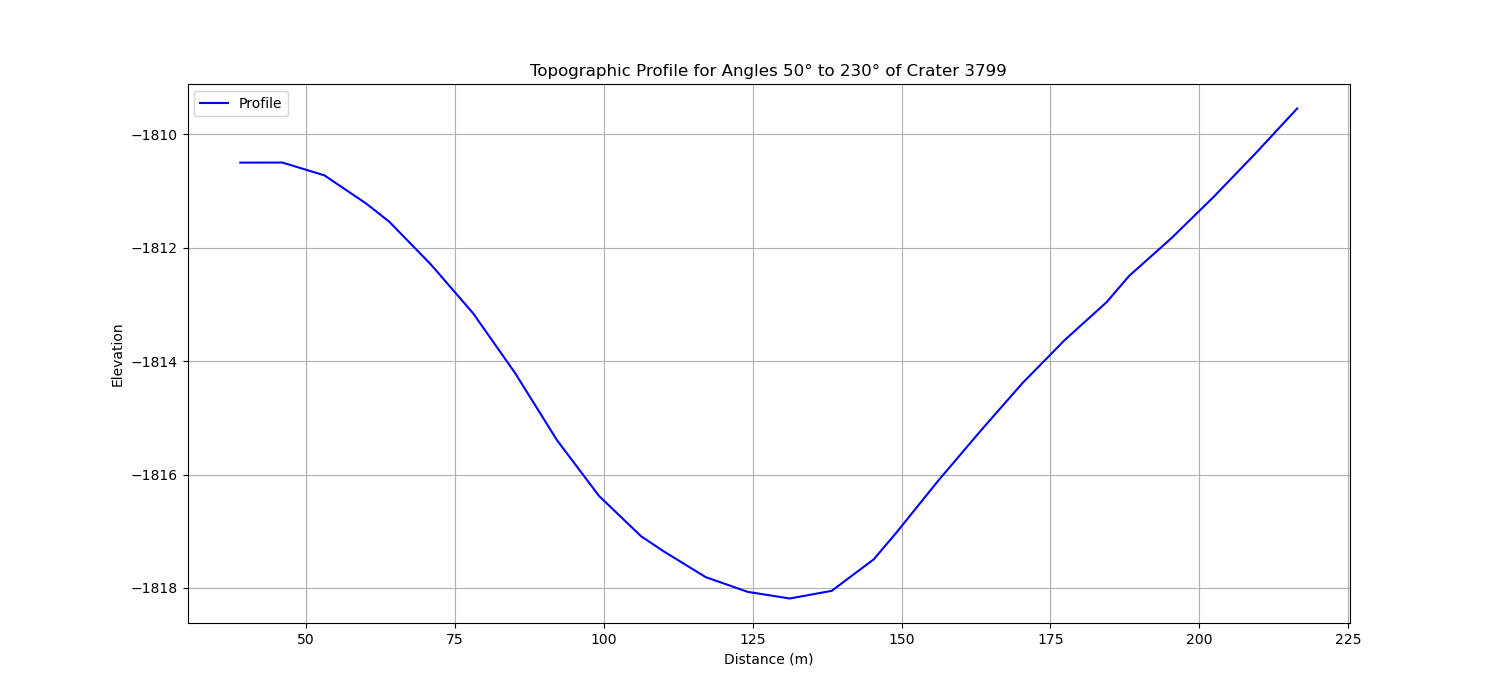 Topographic Profile for Angles 50° to 230° of Crater 3799
Profile
−1810
−1812
−1814
−1816
−1818
Elevation
50 75 100 125 150 175 200 225
Distance (m)